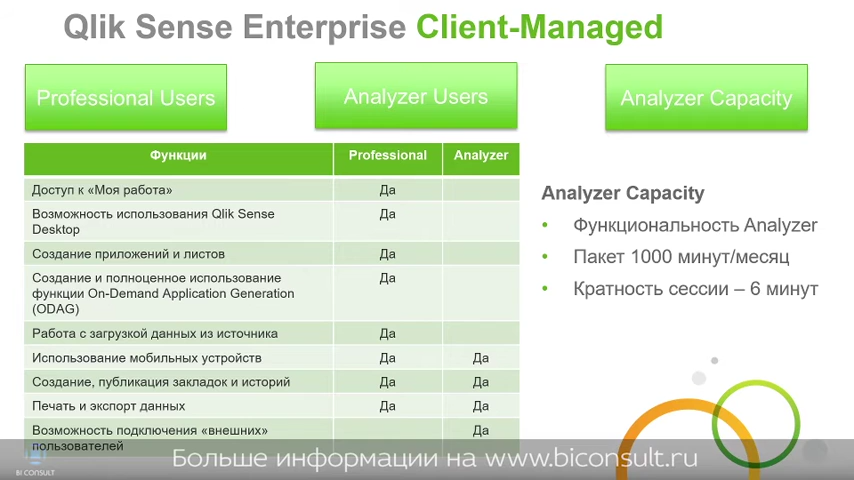 Qlik Sense Enterprise Client-Managed
Professional Users
Analyzer Users
Analyzer Capacity
Функции Professional Analyzer
Доступ к «Моя работа» Да
Возможность использования Qlik Sense Да
Desktop
Создание приложений и листов Да
Создание и полноценное использование Да
функции On-Demand Application Generation
(ODAG)
Работа с загрузкой данных из источника Да
Использование мобильных устройств Да Да
Создание, публикация закладок и историй Да Да
Печать и экспорт данных Да Да
Возможность подключения «внешних» Да
пользователей
Analyzer Capacity
• Функциональность Analyzer
• Пакет 1000 минут/месяц
• Кратность сессии – 6 минут
Больше информации на www.biconsult.ru
BI CONSULT